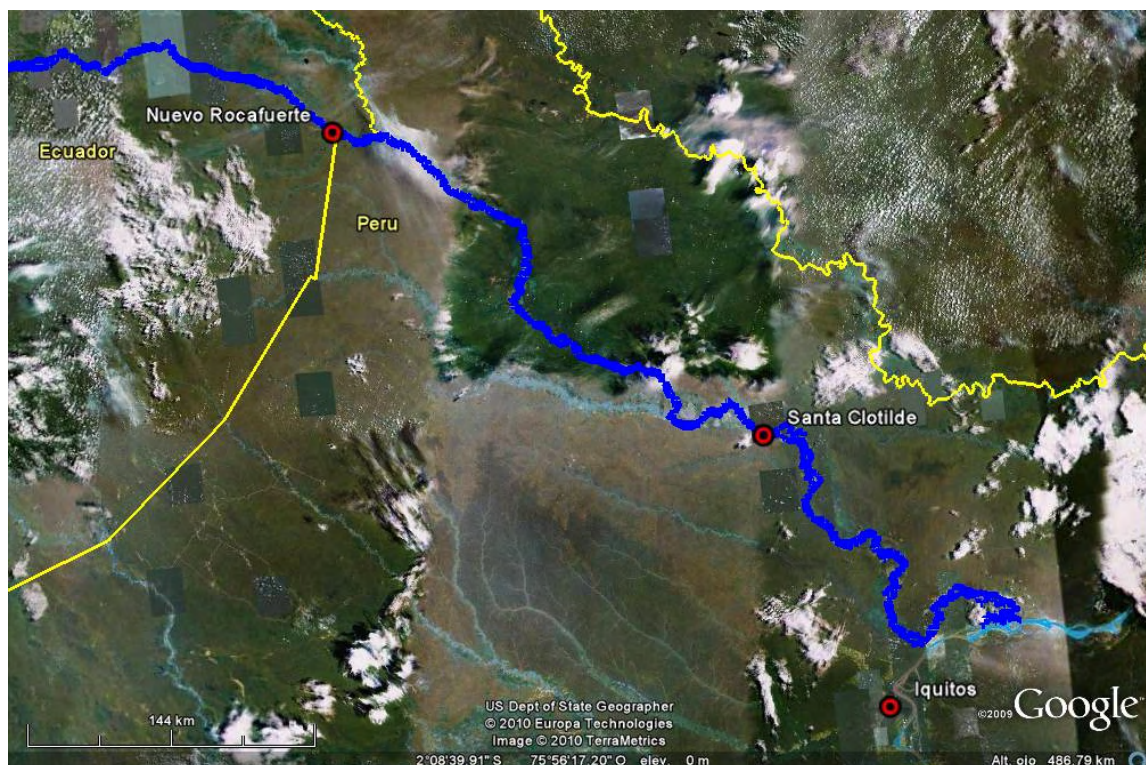 Nuevo Rocafuerte
Ecuador
Peru
Santa Clotilde
Iquitos
144 km
US Dept of State Geographer
© 2010 Europa Technologies
Image © 2010 TerraMetrics
©2009 Google
2°08'39.91" S 75°56'17.20" O elev. 0 m
Alt. ojo 486.79 km